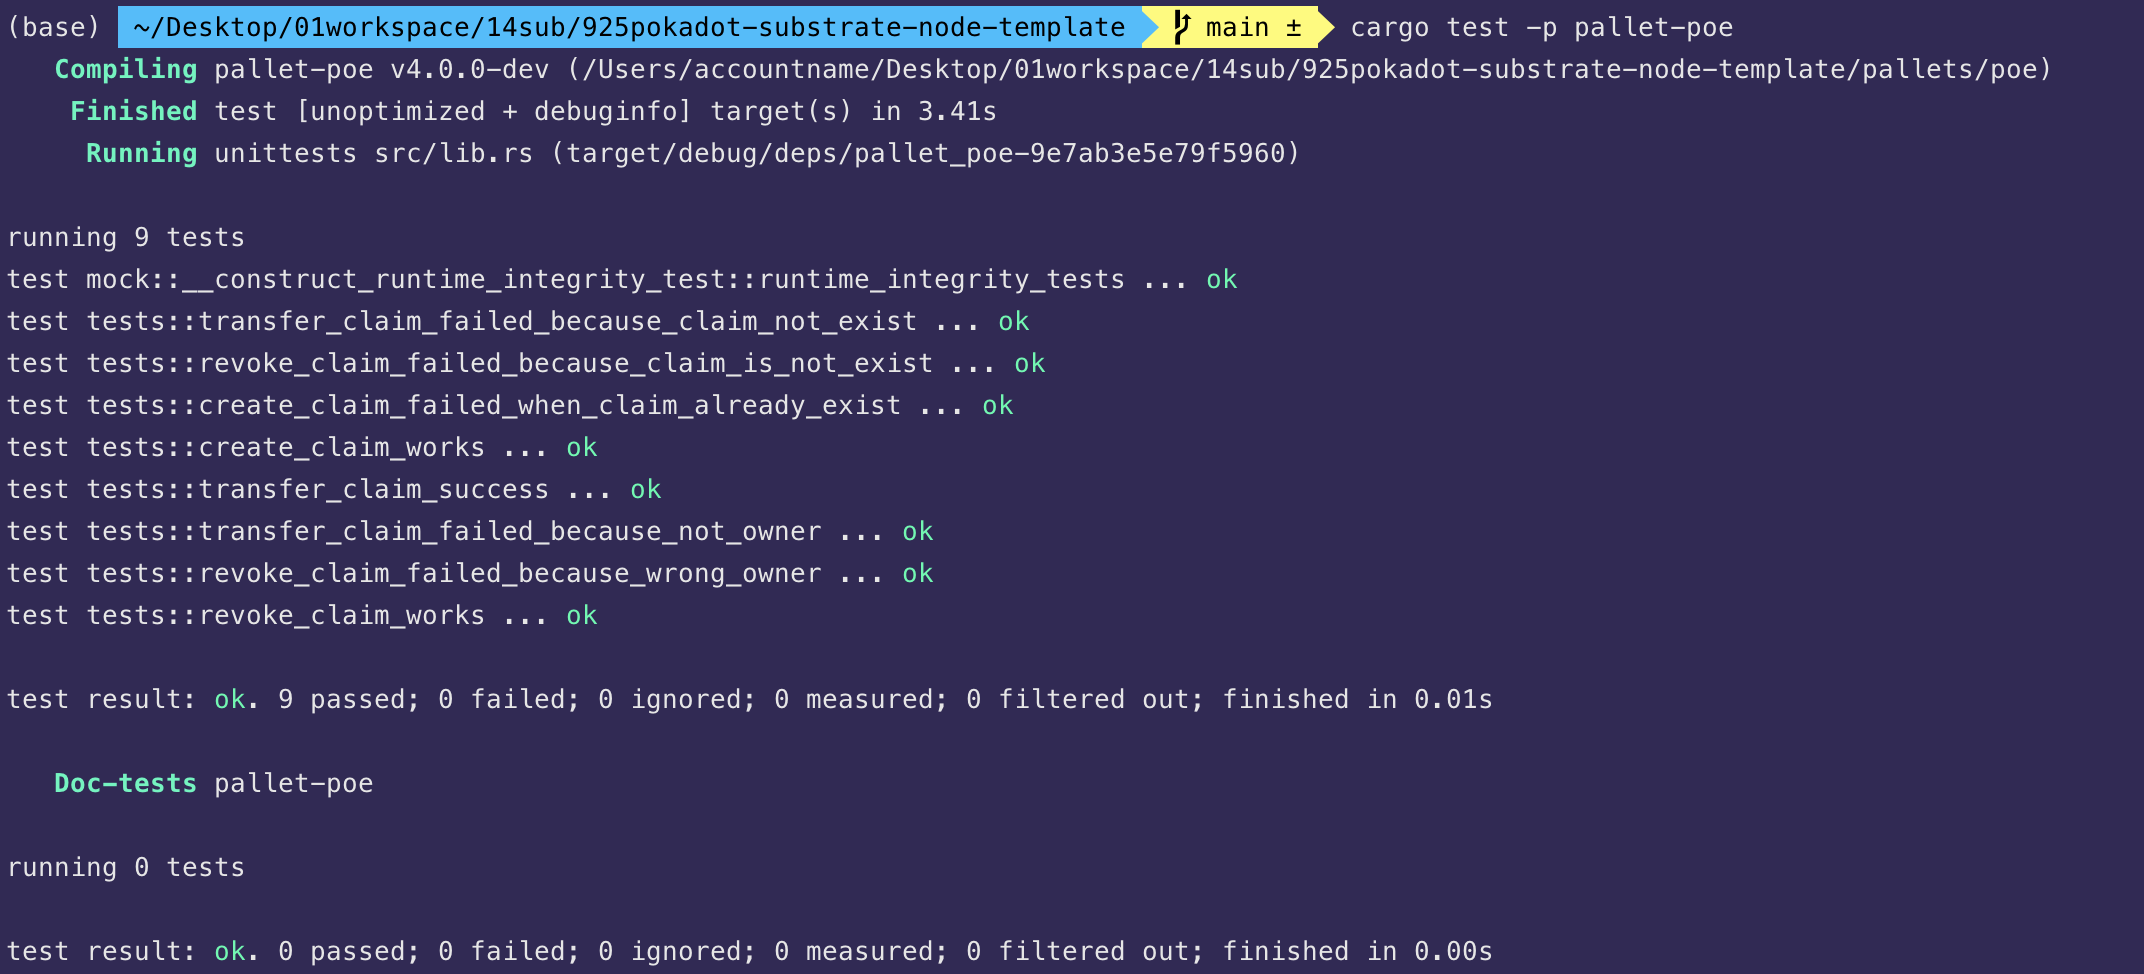 (base) ~/Desktop/01workspace/14sub/925pokadot-substrate-node-template main ± cargo test -p pallet-poe
Compiling pallet-poe v4.0.0-dev (/Users/accountname/Desktop/01workspace/14sub/925pokadot-substrate-node-template/pallets/poe)
Finished test [unoptimized + debuginfo] target(s) in 3.41s
Running unittests src/lib.rs (target/debug/deps/pallet_poe-9e7ab3e5e79f5960)
running 9 tests
test mock::__construct_runtime_integrity_test::runtime_integrity_tests ... ok
test tests::transfer_claim_failed_because_claim_not_exist ... ok
test tests::revoke_claim_failed_because_claim_is_not_exist ... ok
test tests::create_claim_failed_when_claim_already_exist ... ok
test tests::create_claim_works ... ok
test tests::transfer_claim_success ... ok
test tests::transfer_claim_failed_because_not_owner ... ok
test tests::revoke_claim_failed_because_wrong_owner ... ok
test tests::revoke_claim_works ... ok
test result: ok. 9 passed; 0 failed; 0 ignored; 0 measured; 0 filtered out; finished in 0.01s
Doc-tests pallet-poe
running 0 tests
test result: ok. 0 passed; 0 failed; 0 ignored; 0 measured; 0 filtered out; finished in 0.00s